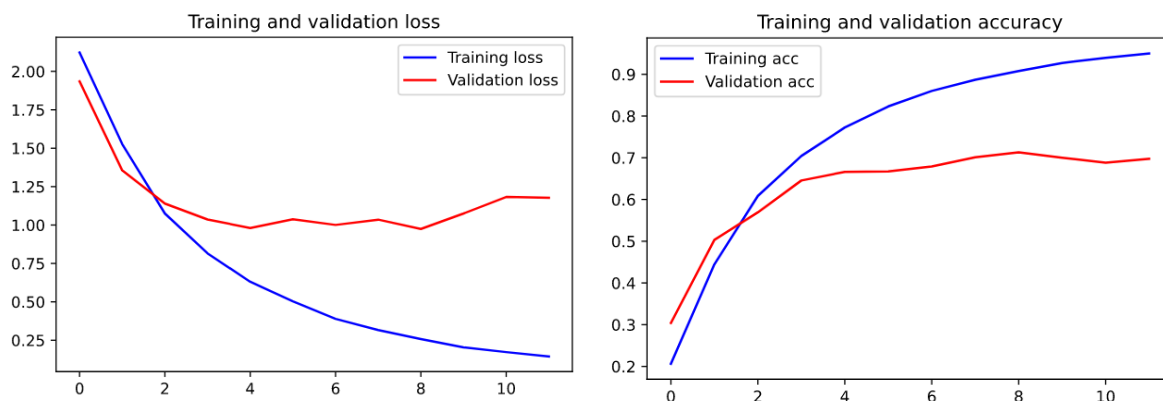 Training and validation loss
Training loss
Validation loss
2.00
1.75
1.50
1.25
1.00
0.75
0.50
0.25
0 2 4 6 8 10
Training and validation accuracy
Training acc
Validation acc
0.9
0.8
0.7
0.6
0.5
0.4
0.3
0.2
0 2 4 6 8 10